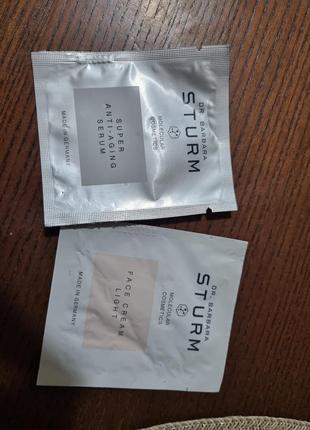 DR. BARBARA
STURM
MOLECULAR
COSMETICS
SUPER
ANTI-AGING
SERUM
MADE IN GERMANY
DR. BARBARA
STURM
MOLECULAR
COSMETICS
FACE CREAM
LIGHT
MADE IN GERMANY